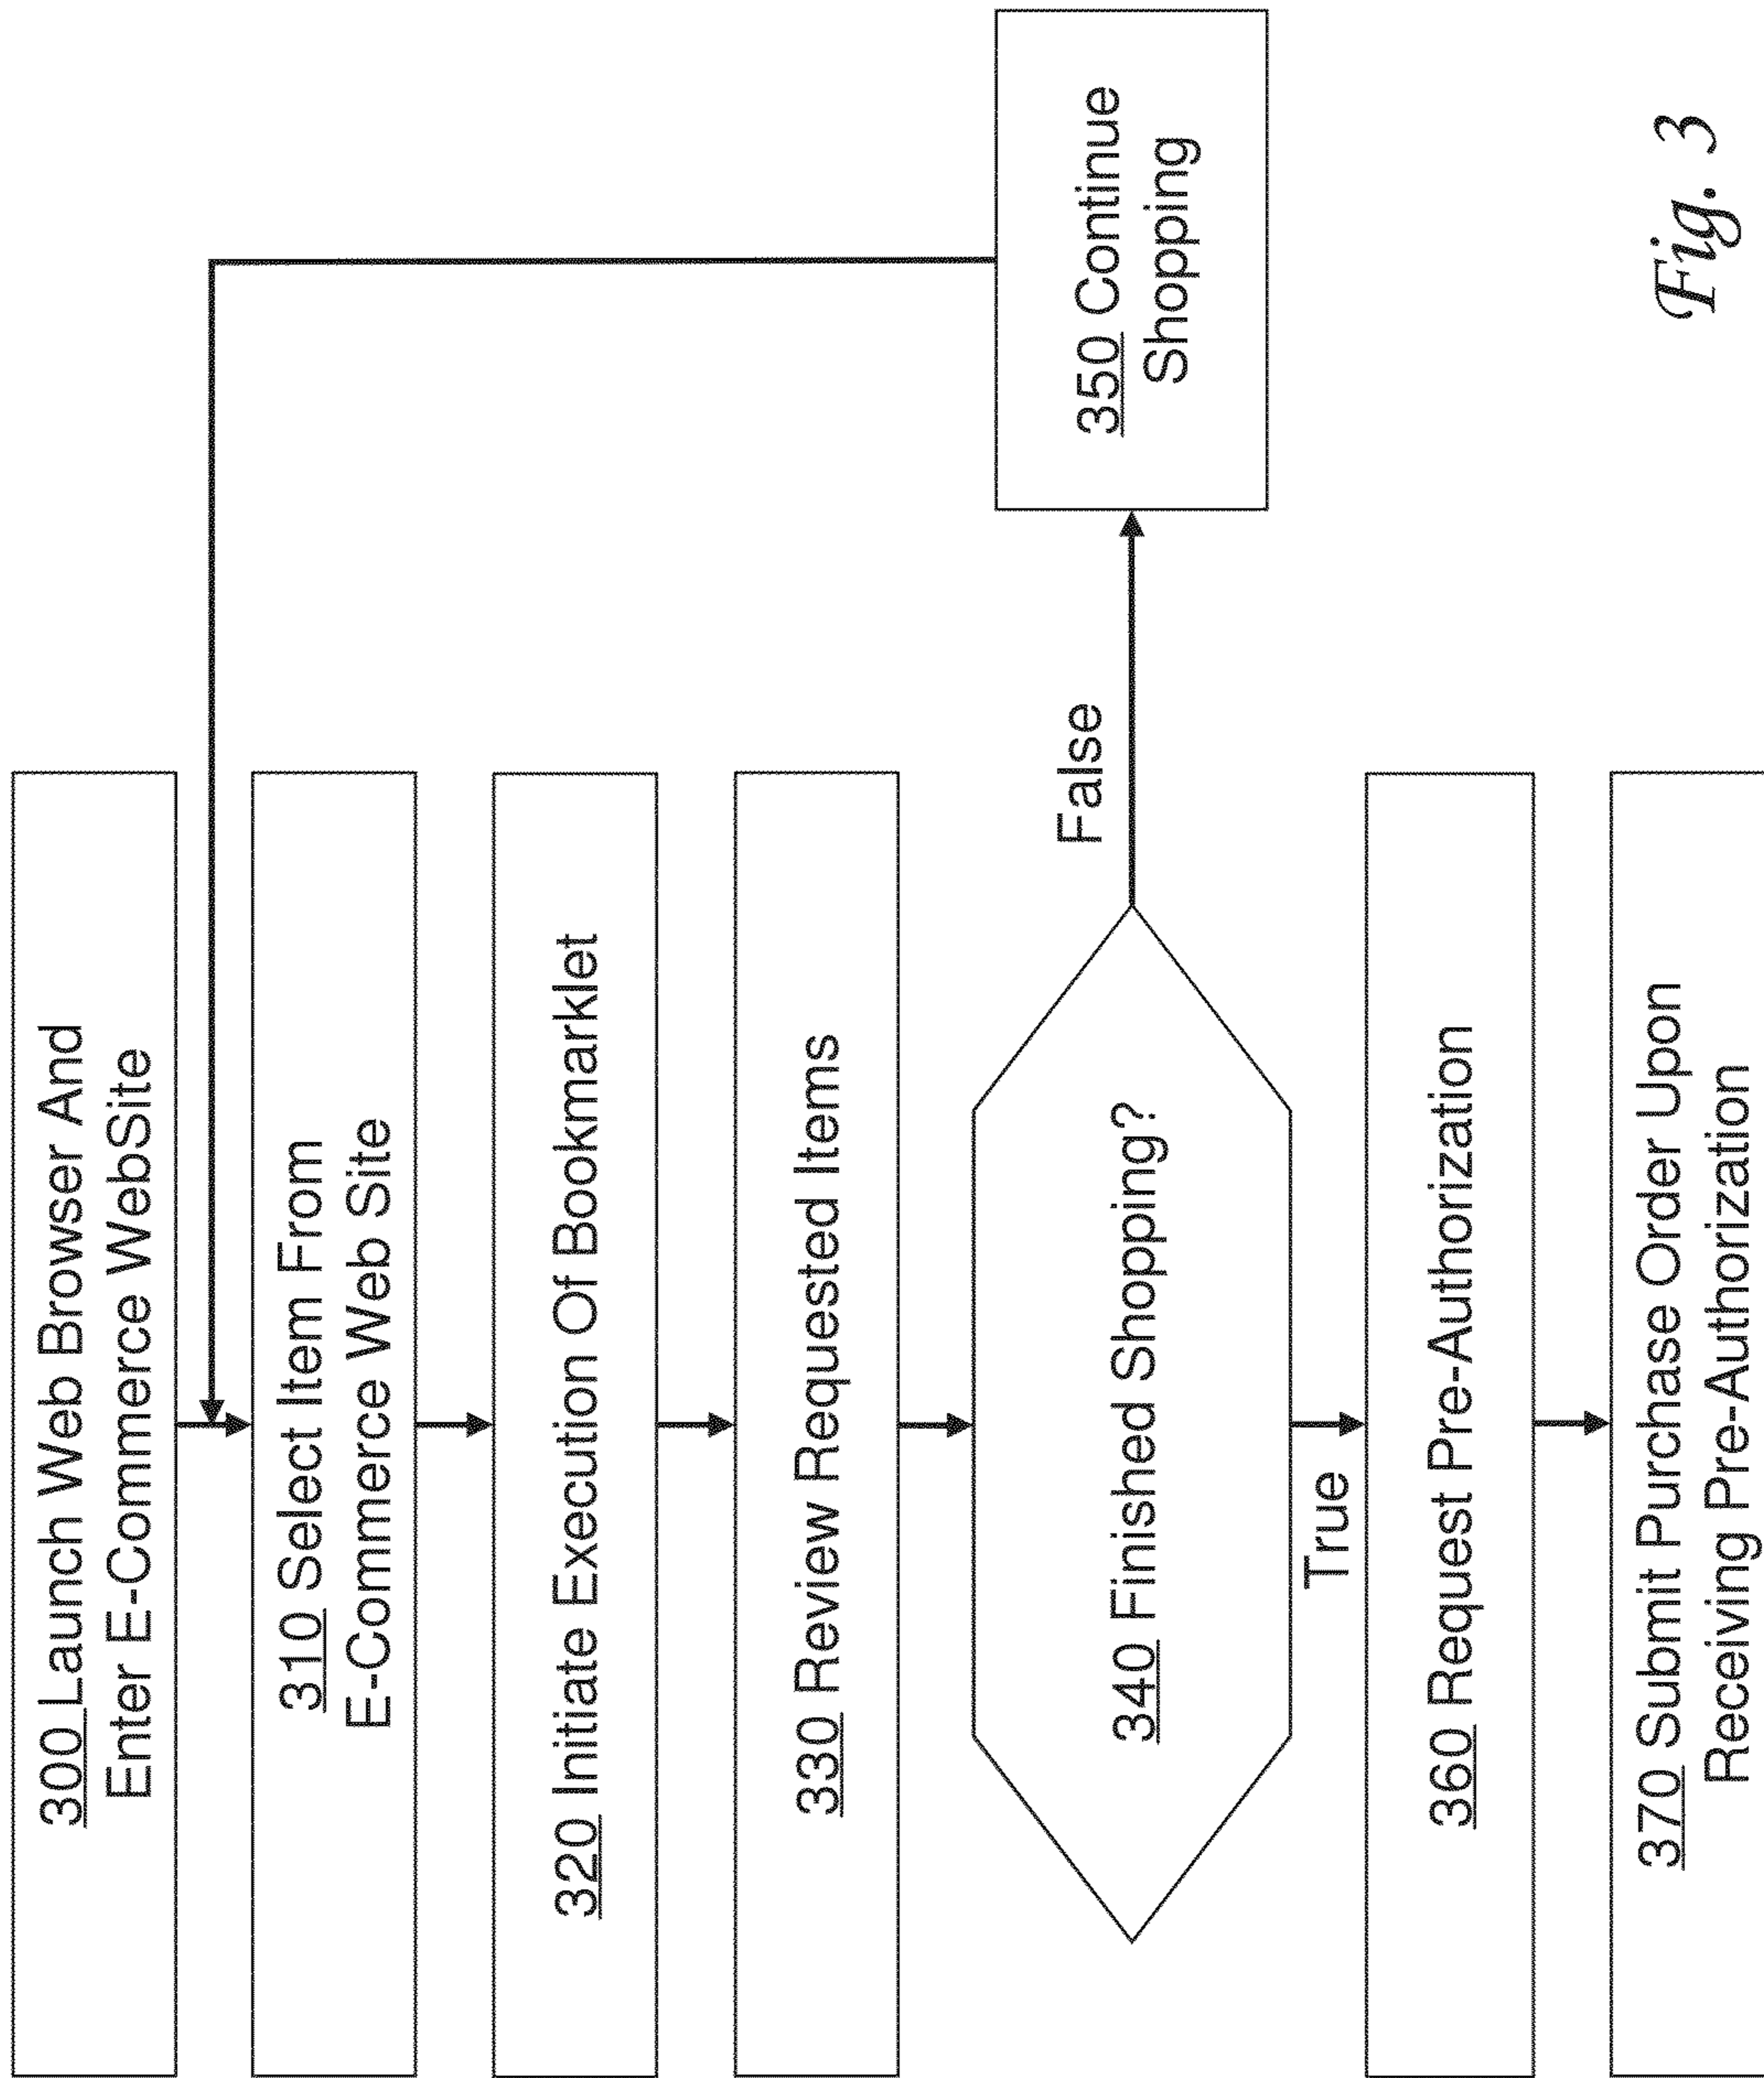 300 Launch Web Browser And
Enter E-Commerce WebSite
310 Select Item From
E-Commerce Web Site
320 Initiate Execution Of Bookmarklet
330 Review Requested Items
340 Finished Shopping?
False
350 Continue
Shopping
True
360 Request Pre-Authorization
370 Submit Purchase Order Upon
Receiving Pre-Authorization
Fig. 3